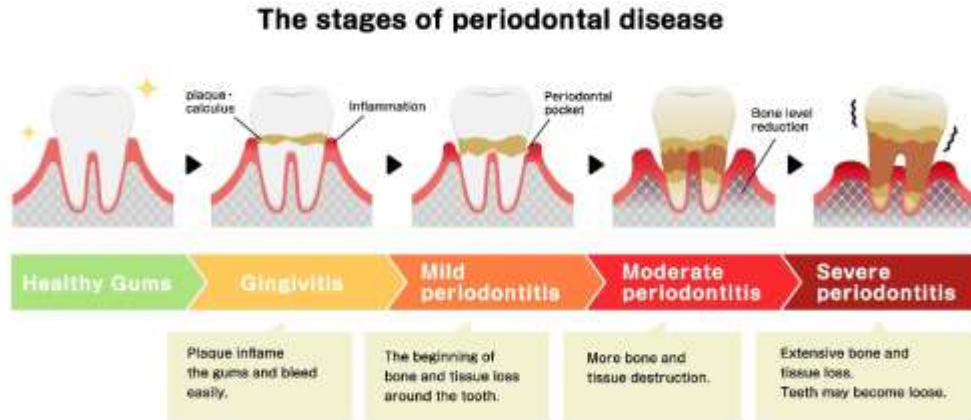 The stages of periodontal disease
plaque・
calculus
Inflammation
Periodontal
pocket
Bone level
reduction
Healthy Gums
Gingivitis
Mild
periodontitis
Moderate
periodontitis
Severe
periodontitis
Plaque inflame
the gums and bleed
easily.
The beginning of
bone and tissue loss
around the tooth.
More bone and
tissue destruction.
Extensive bone and
tissue loss.
Teeth may become loose.